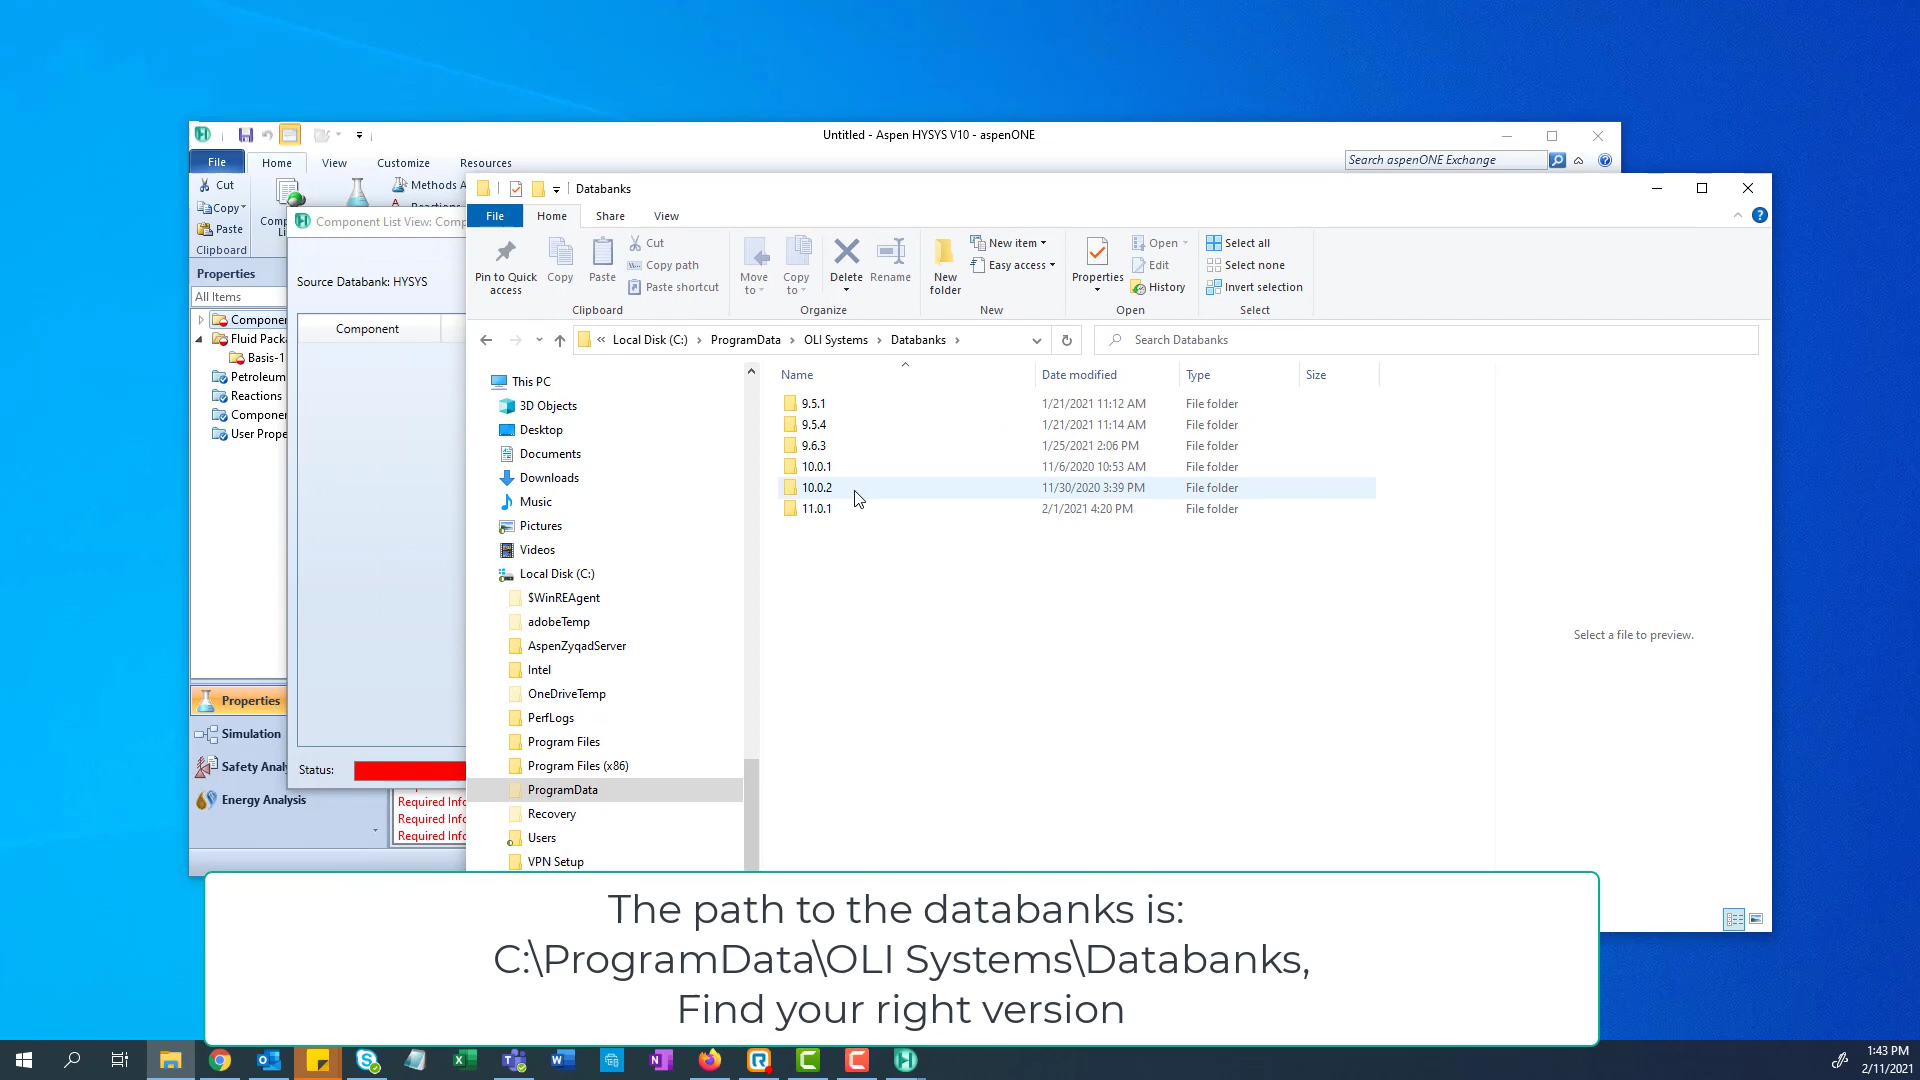 Untitled - Aspen HYSYS V10 - aspenONE
File
Home
View
Customize
Resources
Search aspenONE Exchange
Cut
Copy
Paste
Clipboard
Methods A
Properties
All Items
Fluid Pack
Basis-1
Petroleum
Reactions
User Prope
Properties
Simulation
Safety Analy
Energy Analysis
Component List View: Comp
Source Databank: HYSYS
Component
Status:
Required Info
Required Info
Required Info
Databanks
File
Home
Share
View
Pin to Quick access
Copy
Paste
Cut
Copy path
Paste shortcut
Clipboard
Move to
Copy to
Delete
Rename
Organize
New folder
New item
Easy access
New
Properties
Open
Edit
History
Open
Select all
Select none
Invert selection
Select
« Local Disk (C:) › ProgramData › OLI Systems › Databanks ›
Search Databanks
This PC
3D Objects
Desktop
Documents
Downloads
Music
Pictures
Videos
Local Disk (C:)
$WinREAgent
adobeTemp
AspenZyqadServer
Intel
OneDriveTemp
PerfLogs
Program Files
Program Files (x86)
ProgramData
Recovery
Users
VPN Setup
Name Date modified Type Size
9.5.1 1/21/2021 11:12 AM File folder
9.5.4 1/21/2021 11:14 AM File folder
9.6.3 1/25/2021 2:06 PM File folder
10.0.1 11/6/2020 10:53 AM File folder
10.0.2 11/30/2020 3:39 PM File folder
11.0.1 2/1/2021 4:20 PM File folder
Select a file to preview.
The path to the databanks is:
C:\ProgramData\OLI Systems\Databanks,
Find your right version
1:43 PM
2/11/2021